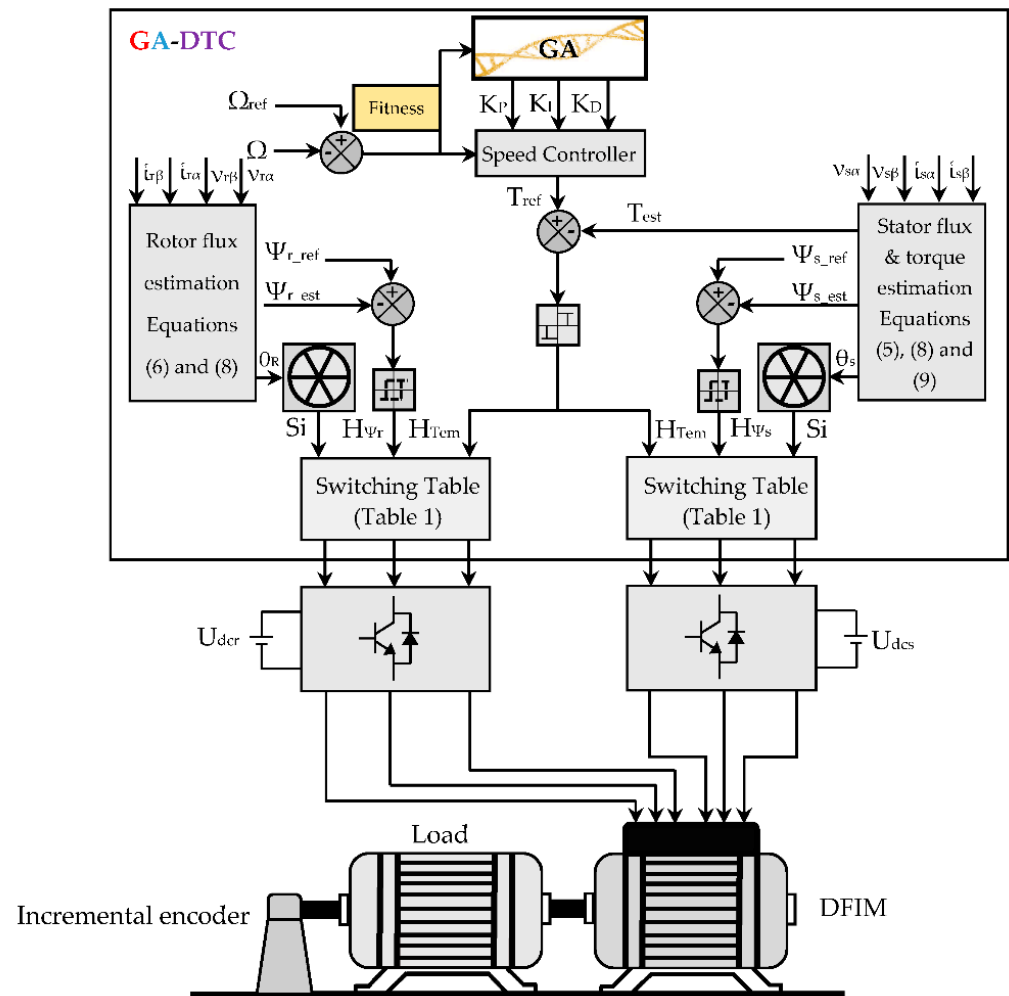 GA-DTC
GA
Fitness
Ωref
Ω
KP KI KD
Speed Controller
Tref
Test
irβ irα vrβ vrα
vsα vsβ isα isβ
Rotor flux
estimation
Equations
(6) and (8)
Ψr_ref
Ψr_est
θR
Si
HΨr
HTem
Ψs_ref
Ψs_est
Stator flux
& torque
estimation
Equations
(5), (8) and
(9)
θs
HTem
HΨs
Si
Switching Table
(Table 1)
Switching Table
(Table 1)
Udcr
Udcs
Load
Incremental encoder
DFIM